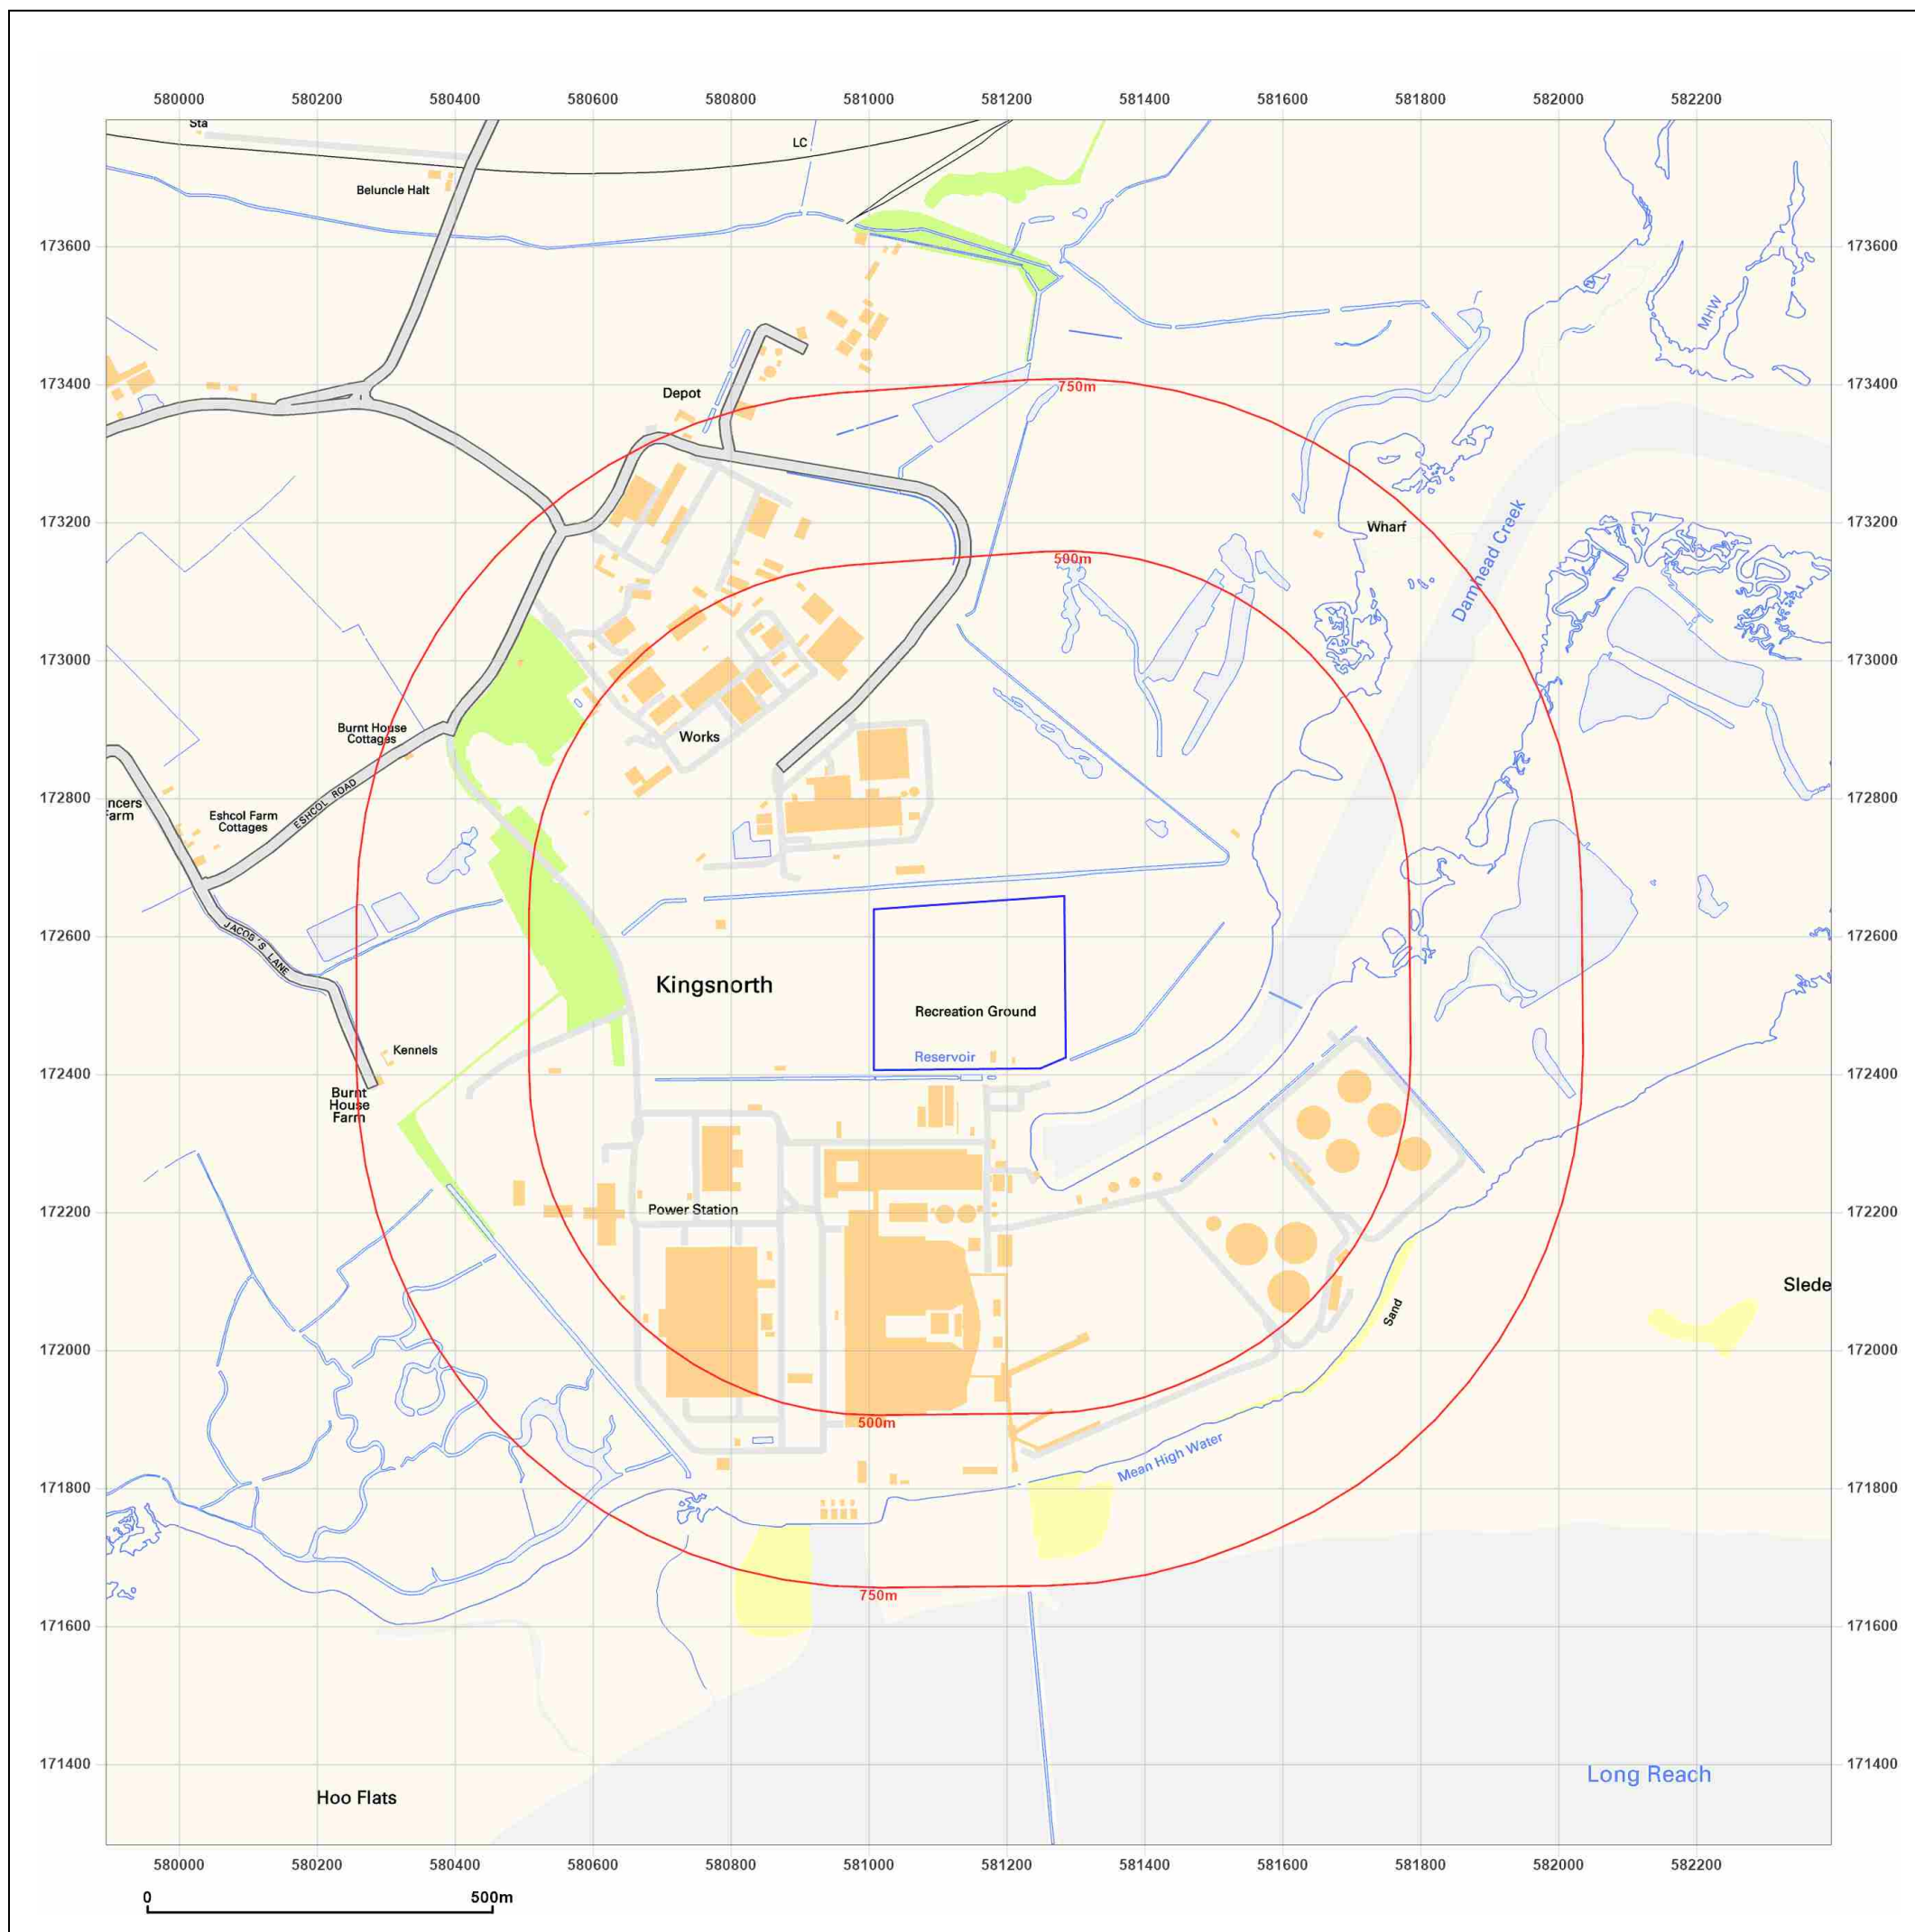 580000 580200 580400 580600 580800 581000 581200 581400 581600 581800 582000 582200
Sta
LC
Beluncle Halt
173600 173600
MHW
173400 173400
750m
Depot
173200 173200
Wharf
Damhead Creek
500m
173000 173000
Burnt House
Cottages
Works
172800 172800
ncers
Farm
ESHCOL ROAD
Eshcol Farm
Cottages
172600 172600
JACOB'S LANE
Kingsnorth
Recreation Ground
Kennels
Reservoir
172400 172400
Burnt
House
Farm
172200 172200
Power Station
Slede
Sand
172000 172000
500m
Mean High Water
171800 171800
750m
171600 171600
171400 171400
Long Reach
Hoo Flats
580000 580200 580400 580600 580800 581000 581200 581400 581600 581800 582000 582200
0 500m